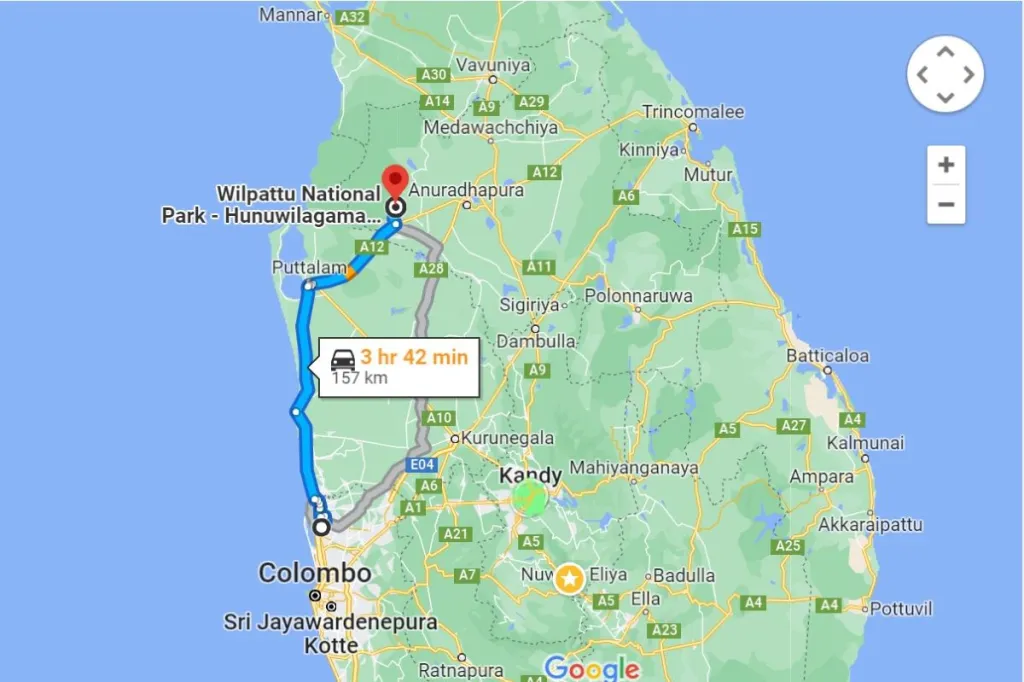 Mannar
A32
Vavuniya
A30
A14
A9
A29
Medawachchiya
Trincomalee
Kinniya
Mutur
A12
Wilpattu National
Park - Hunuwilagama...
Anuradhapura
A6
A15
A12
Puttalam
A28
A11
Sigiriya
Polonnaruwa
Dambulla
3 hr 42 min
157 km
A9
Batticaloa
A10
Kurunegala
A5
A27
A4
Kalmunai
E04
Kandy
Mahiyanganaya
A6
A1
Ampara
Akkaraipattu
A21
A5
A25
Colombo
A7
Nuw
Eliya
Badulla
A5
Ella
A4
A4
Pottuvil
Sri Jayawardenepura
Kotte
A23
Ratnapura
A4
Google
+
−